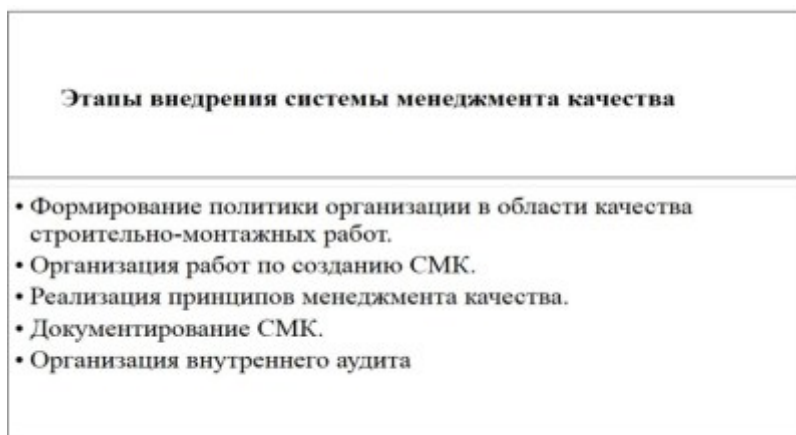 Этапы внедрения системы менеджмента качества
• Формирование политики организации в области качества
строительно-монтажных работ.
• Организация работ по созданию СМК.
• Реализация принципов менеджмента качества.
• Документирование СМК.
• Организация внутреннего аудита